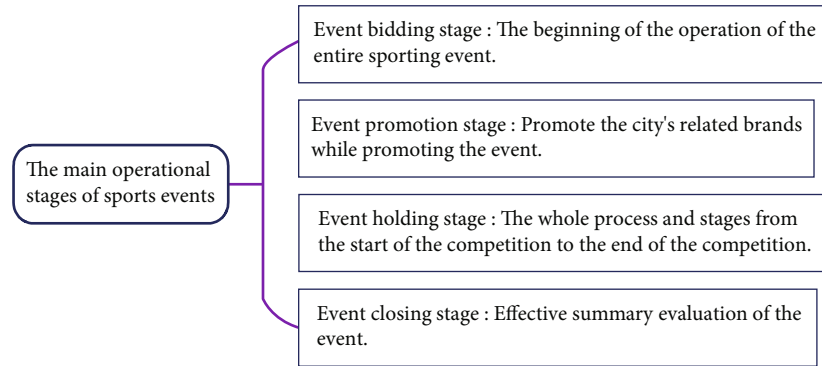 The main operational
stages of sports events
Event bidding stage : The beginning of the operation of the
entire sporting event.
Event promotion stage : Promote the city's related brands
while promoting the event.
Event holding stage : The whole process and stages from
the start of the competition to the end of the competition.
Event closing stage : Effective summary evaluation of the
event.